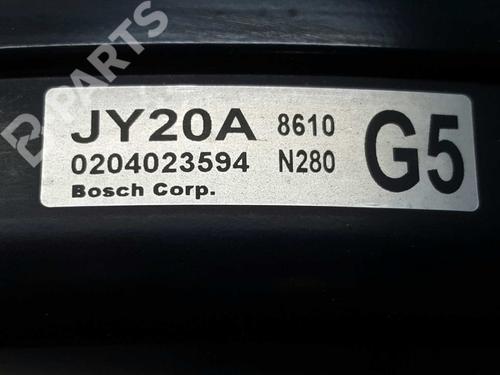 JY20A 8610
0204023594 N280
G5
Bosch Corp.
B-PARTS